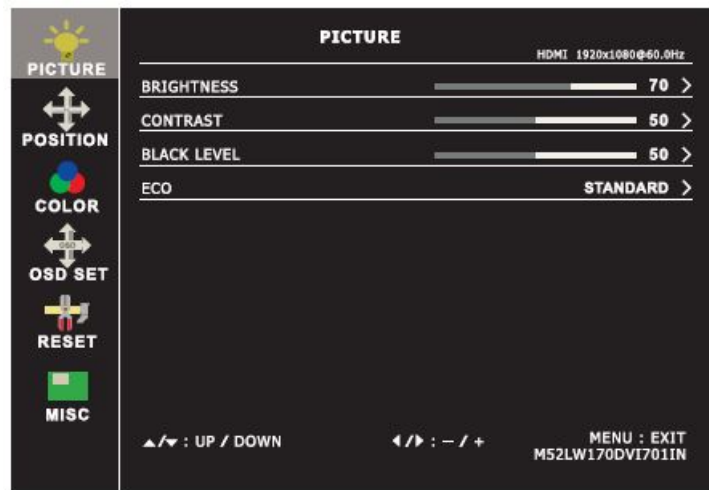 PICTURE
HDMI 1920x1080@60.0Hz
PICTURE
POSITION
COLOR
OSD
OSD SET
RESET
MISC
BRIGHTNESS 70 >
CONTRAST 50 >
BLACK LEVEL 50 >
ECO STANDARD >
▲/▼ : UP / DOWN ◀/▶ : − / + MENU : EXIT
M52LW170DVI701IN